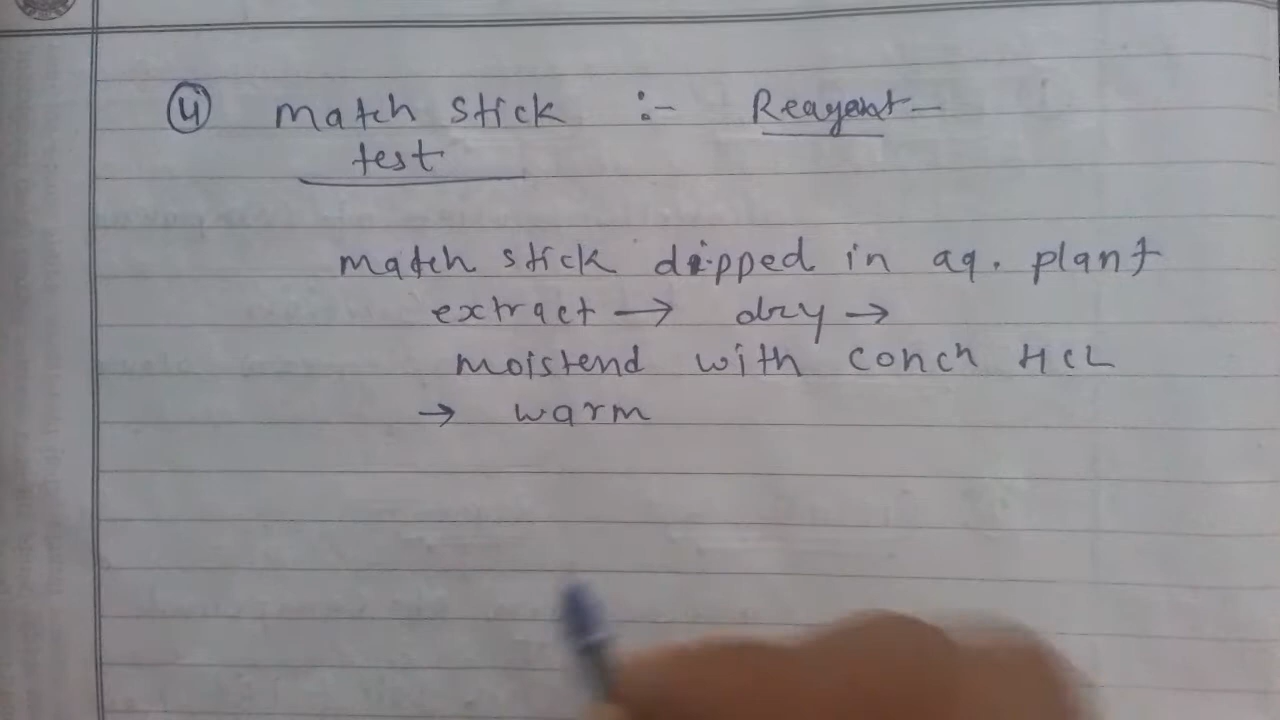 4 Match stick :- Reagent-
test
match stick dipped in aq. plant
extract → dry →
moistend with conch HCL
→ warm